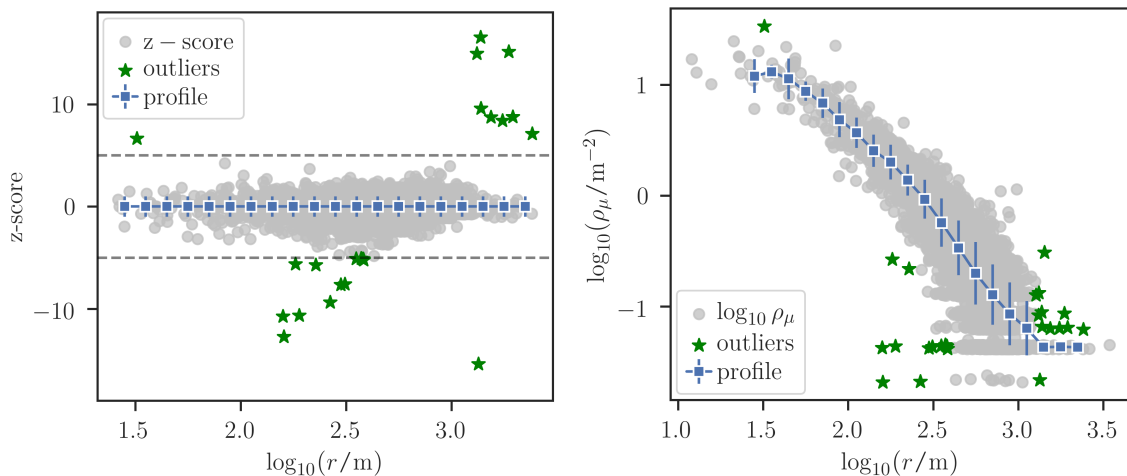 z − score
outliers
profile
10
0
−10
z-score
1.5
2.0
2.5
3.0
log₁₀(r/m)
1
0
−1
log₁₀(ρμ/m⁻²)
log₁₀ ρμ
outliers
profile
1.0
1.5
2.0
2.5
3.0
3.5
log₁₀(r/m)